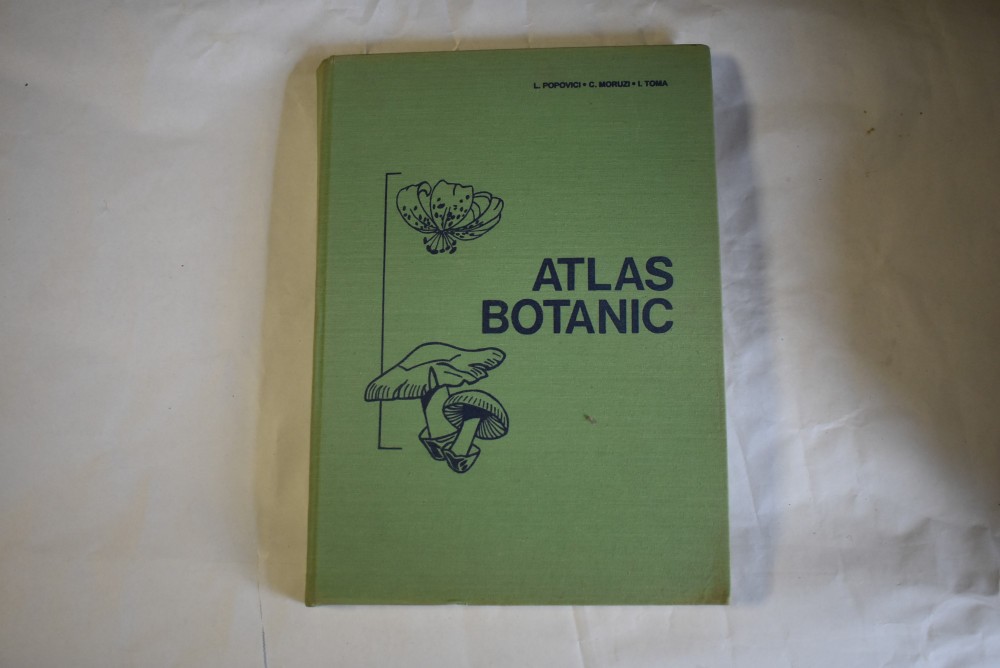 L. POPOVICI • C. MORUZI • I. TOMA
ATLAS
BOTANIC